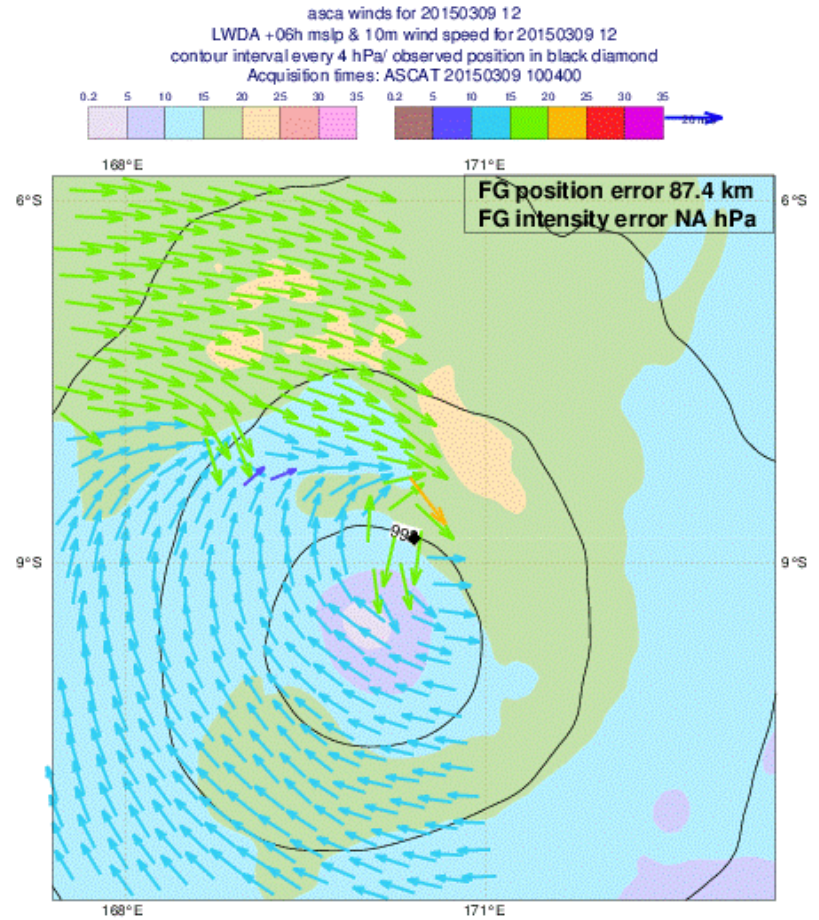 asca winds for 20150309 12
LWDA +06h mslp & 10m wind speed for 20150309 12
contour interval every 4 hPa/ observed position in black diamond
Acquisition times: ASCAT 20150309 100400
0.2 5 10 15 20 25 30 35 0.2 5 10 15 20 25 30 35
168°E 171°E
FG position error 87.4 km
6°S 6°S
FG intensity error NA hPa
9°S 9°S
168°E 171°E